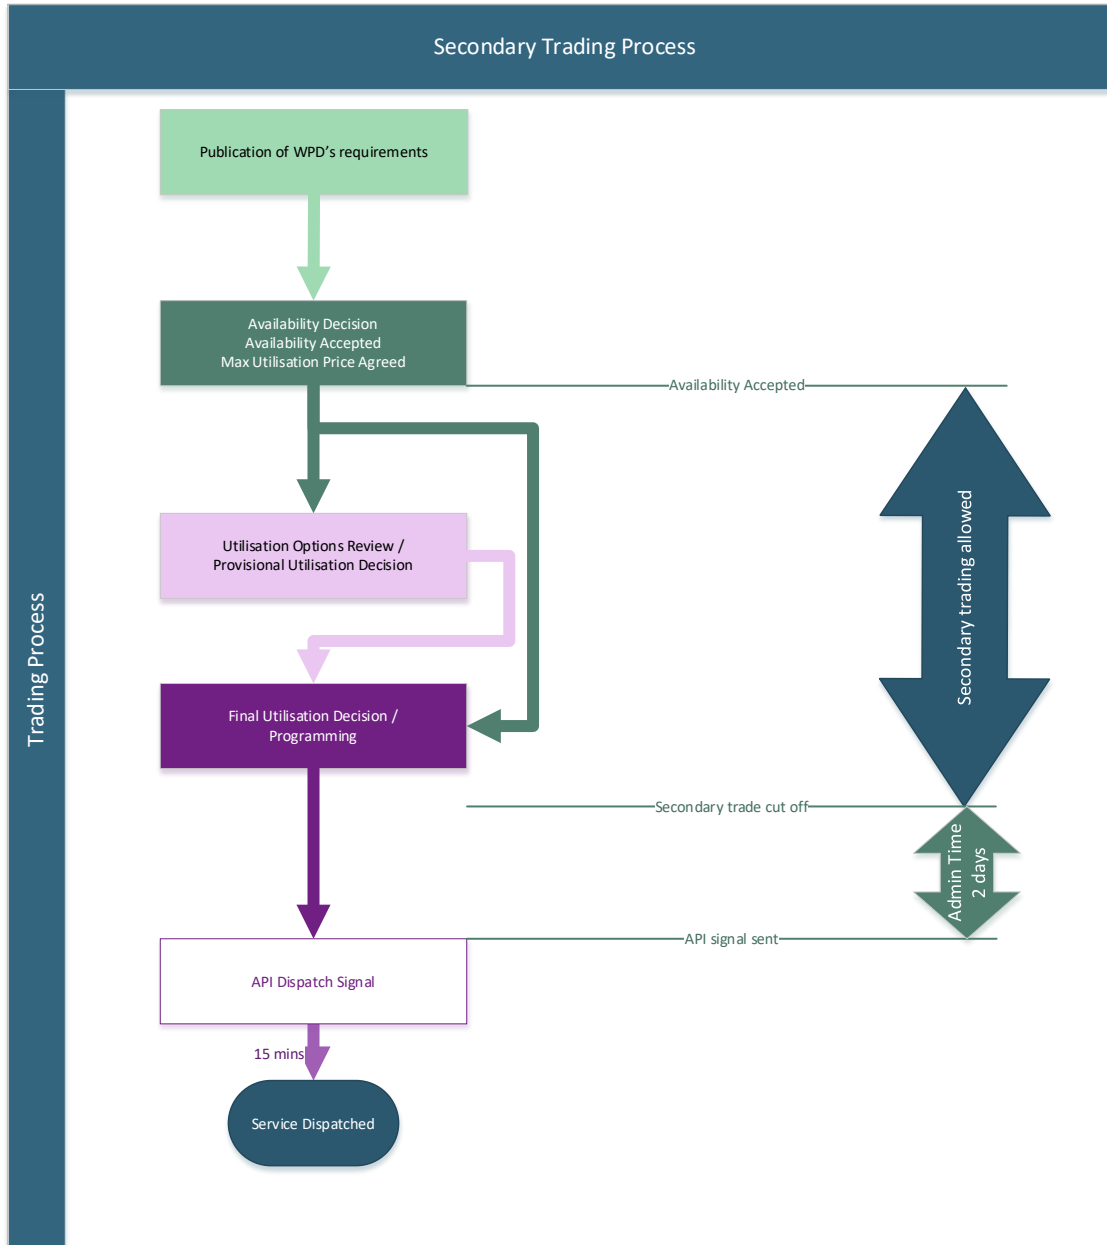 Secondary Trading Process
Trading Process
Publication of WPD's requirements
Availability Decision
Availability Accepted
Max Utilisation Price Agreed
Availability Accepted
Utilisation Options Review /
Provisional Utilisation Decision
Secondary trading allowed
Final Utilisation Decision /
Programming
Secondary trade cut off
Admin Time
2 days
API signal sent
API Dispatch Signal
15 mins
Service Dispatched